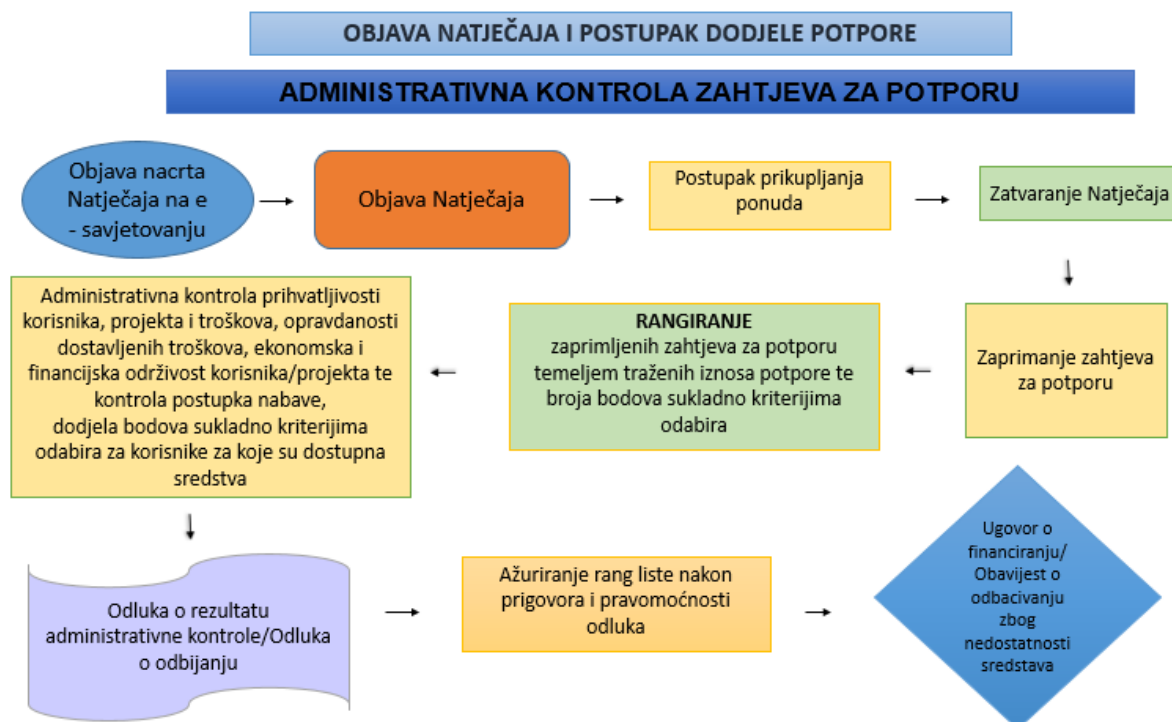 OBJAVA NATJEČAJA I POSTUPAK DODJELE POTPORE
ADMINISTRATIVNA KONTROLA ZAHTJEVA ZA POTPORU
Objava nacrta
Natječaja na e
- savjetovanju
Objava Natječaja
Postupak prikupljanja
ponuda
Zatvaranje Natječaja
Zaprimanje zahtjeva
za potporu
RANGIRANJE
zaprimljenih zahtjeva za potporu
temeljem traženih iznosa potpore te
broja bodova sukladno kriterijima
odabira
Administrativna kontrola prihvatljivosti
korisnika, projekta i troškova, opravdanosti
dostavljenih troškova, ekonomska i
financijska održivost korisnika/projekta te
kontrola postupka nabave,
dodjela bodova sukladno kriterijima
odabira za korisnike za koje su dostupna
sredstva
Odluka o rezultatu
administrativne kontrole/Odluka
o odbijanju
Ažuriranje rang liste nakon
prigovora i pravomoćnosti
odluka
Ugovor o
financiranju/
Obavijest o
odbacivanju
zbog
nedostatnosti
sredstava